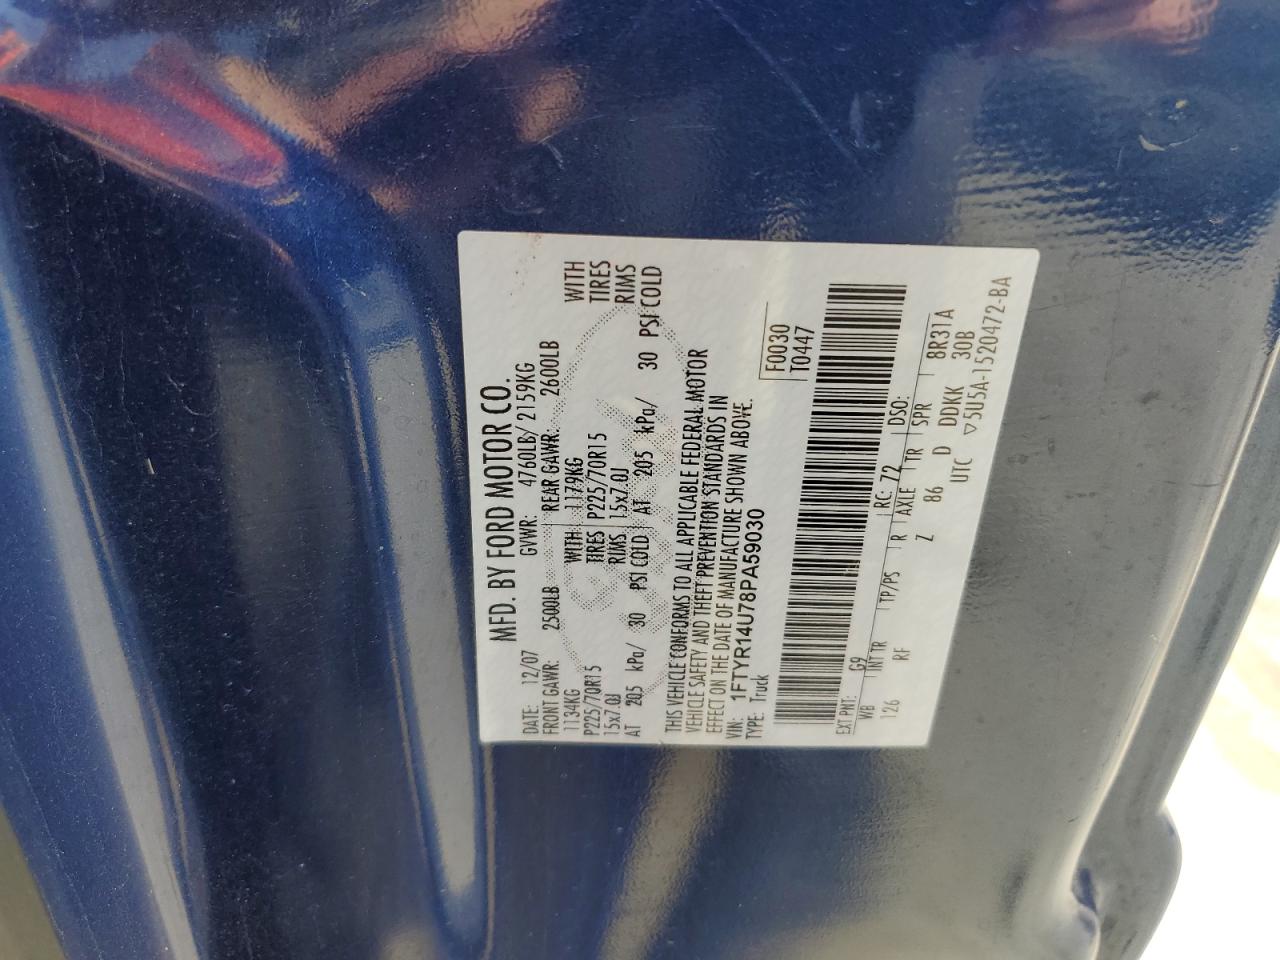 MFD. BY FORD MOTOR CO.
DATE: 12/07 GVWR: 4760LB/ 2159KG
FRONT GAWR: 2500LB REAR GAWR: 2600LB
1134KG WITH 1179KG WITH
P225/70R15 TIRES P225/70R15 TIRES
15x7.0J RIMS 15x7.0J RIMS
AT 205 kPa/ 30 PSI COLD AT 205 kPa/ 30 PSI COLD
THIS VEHICLE CONFORMS TO ALL APPLICABLE FEDERAL MOTOR
VEHICLE SAFETY AND THEFT PREVENTION STANDARDS IN
EFFECT ON THE DATE OF MANUFACTURE SHOWN ABOVE.
VIN: 1FTYR14U78PA59030 F0030
TYPE: Truck T0447
EXT PNT: G9 RC: 72 DSO:
WB INT TR TP/PS R AXLE TR SPR 8R31A
126 RF Z 86 D DDKK 30B
UTC ▽5U5A-1520472-BA